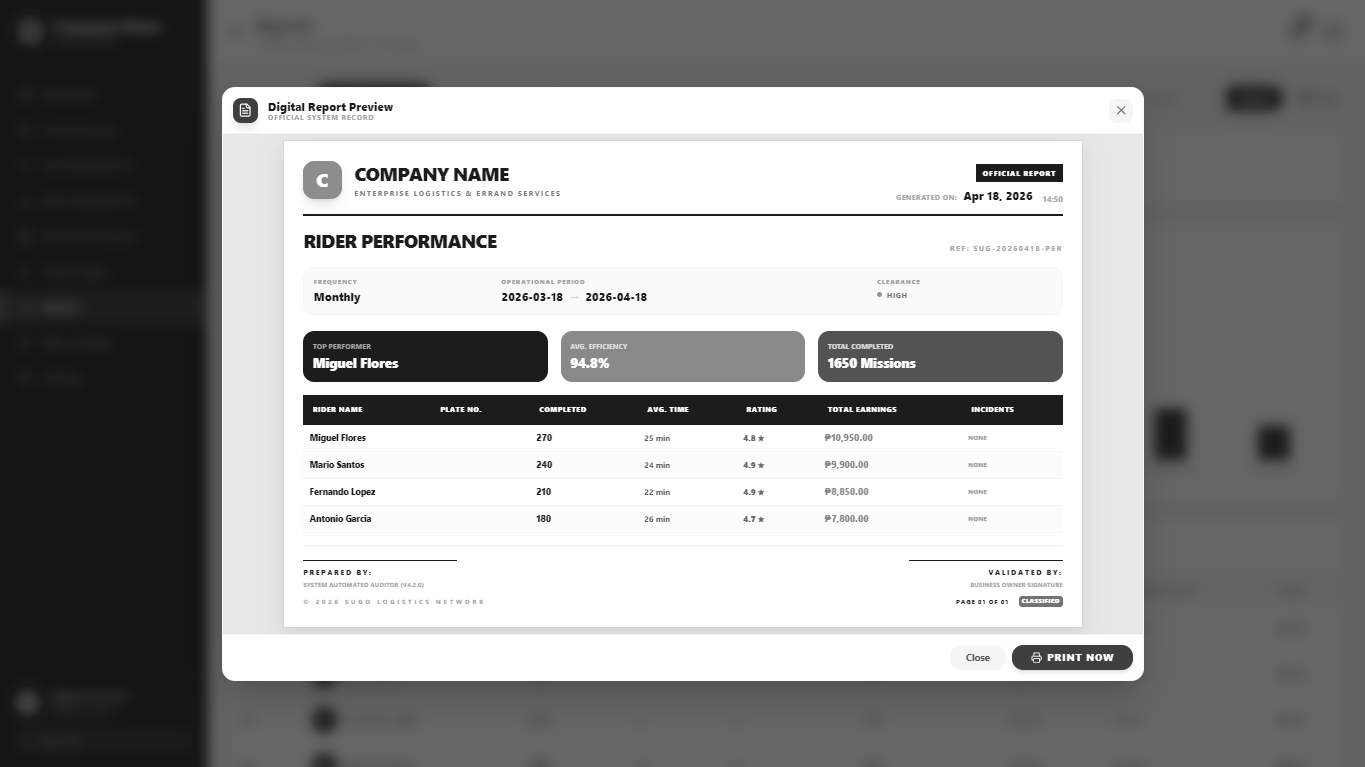 Digital Report Preview
OFFICIAL SYSTEM RECORD
C
COMPANY NAME
ENTERPRISE LOGISTICS & ERRAND SERVICES
OFFICIAL REPORT
GENERATED ON: Apr 18, 2026 14:50
RIDER PERFORMANCE
REF: SUG-20260418-PER
FREQUENCY OPERATIONAL PERIOD CLEARANCE
Monthly 2026-03-18 → 2026-04-18 HIGH
TOP PERFORMER AVG. EFFICIENCY TOTAL COMPLETED
Miguel Flores 94.8% 1650 Missions
RIDER NAME PLATE NO. COMPLETED AVG. TIME RATING TOTAL EARNINGS INCIDENTS
Miguel Flores 270 25 min 4.8 ★ ₱10,950.00 NONE
Mario Santos 240 24 min 4.9 ★ ₱9,900.00 NONE
Fernando Lopez 210 22 min 4.9 ★ ₱8,850.00 NONE
Antonio Garcia 180 26 min 4.7 ★ ₱7,800.00 NONE
PREPARED BY: VALIDATED BY:
SYSTEM AUTOMATED AUDITOR (V4.2.0) BUSINESS OWNER SIGNATURE
© 2026 SUGO LOGISTICS NETWORK PAGE 01 OF 01 CLASSIFIED
Close PRINT NOW